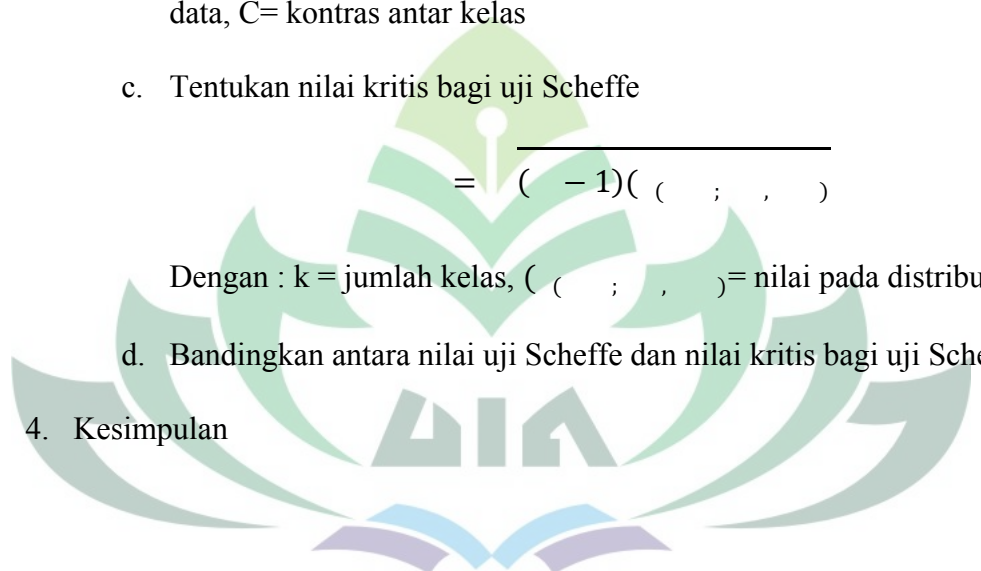 data, C= kontras antar kelas
c. Tentukan nilai kritis bagi uji Scheffe
= ( − 1)( ( ; , )
Dengan : k = jumlah kelas, ( ( ; , )= nilai pada distribu
d. Bandingkan antara nilai uji Scheffe dan nilai kritis bagi uji Sche
4. Kesimpulan
UIN